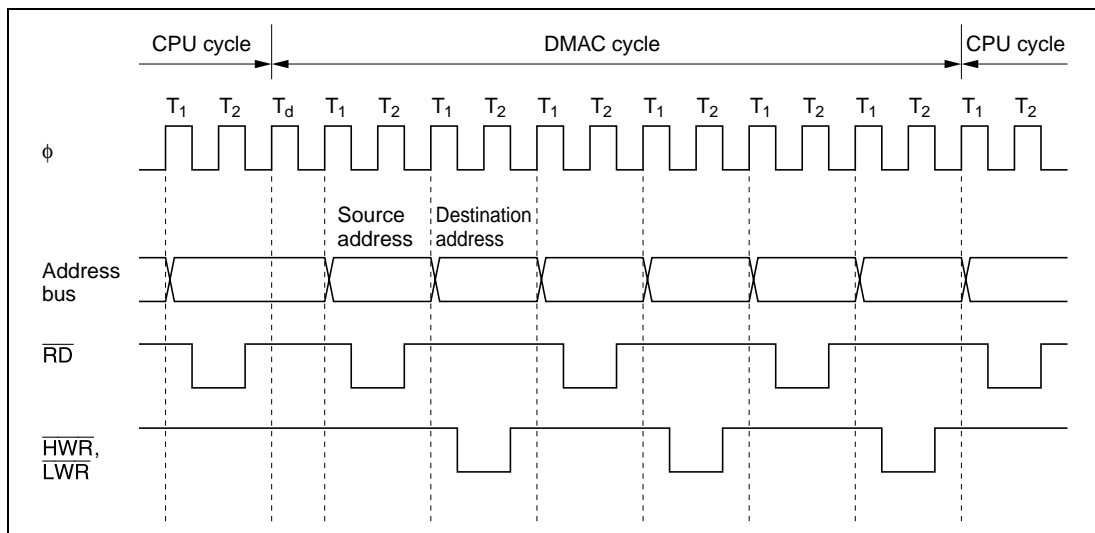 CPU cycle DMAC cycle CPU cycle
T1 T2 Td T1 T2 T1 T2 T1 T2 T1 T2 T1 T2 T1 T2 T1 T2
ϕ
Source Destination
address address
Address
bus
RD
HWR,
LWR